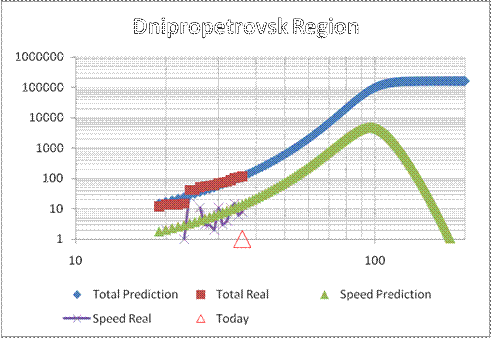 Dnipropetrovsk Region
1000000
100000
10000
1000
100
10
1
10 100
Total Prediction Total Real Speed Prediction
Speed Real Today